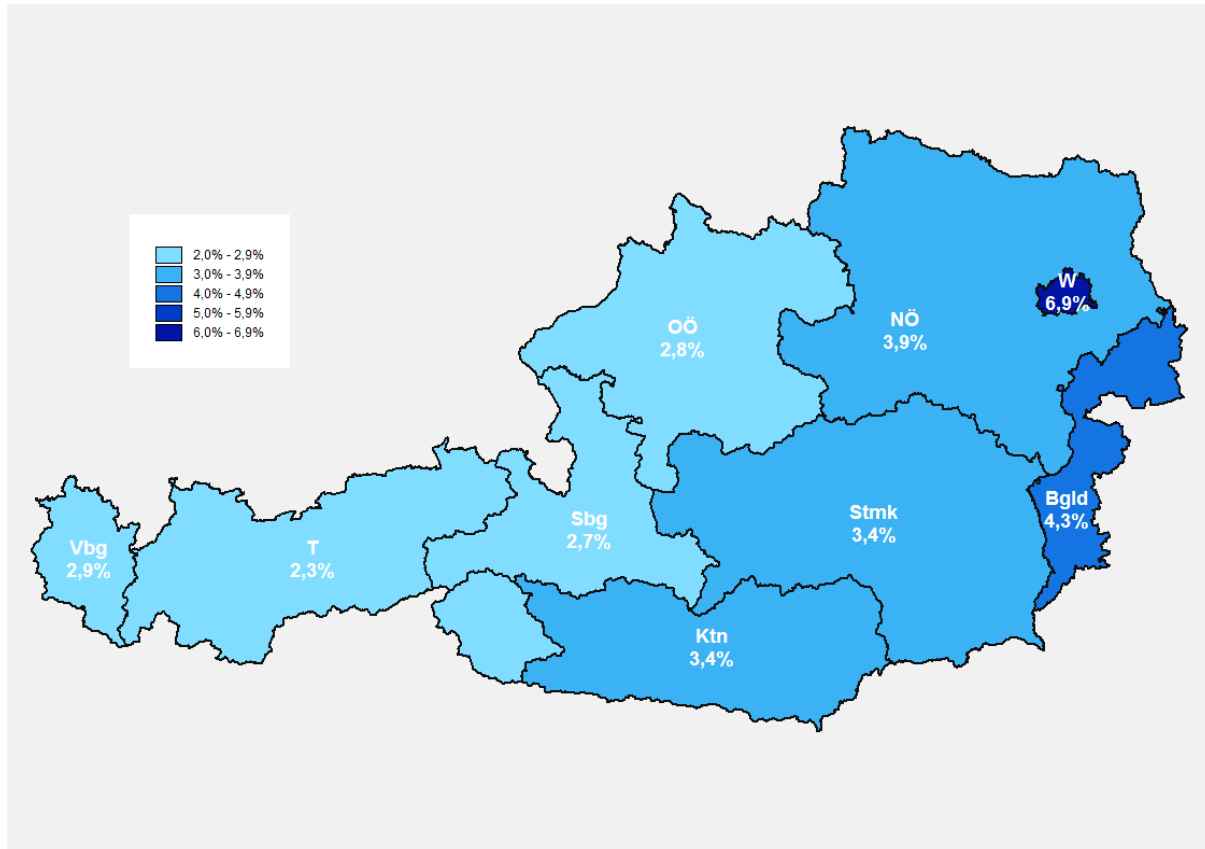 2,0% - 2,9%
3,0% - 3,9%
4,0% - 4,9%
5,0% - 5,9%
6,0% - 6,9%
W
6,9%
OÖ
2,8%
NÖ
3,9%
Bgld
4,3%
Stmk
3,4%
Sbg
2,7%
Vbg
2,9%
T
2,3%
Ktn
3,4%